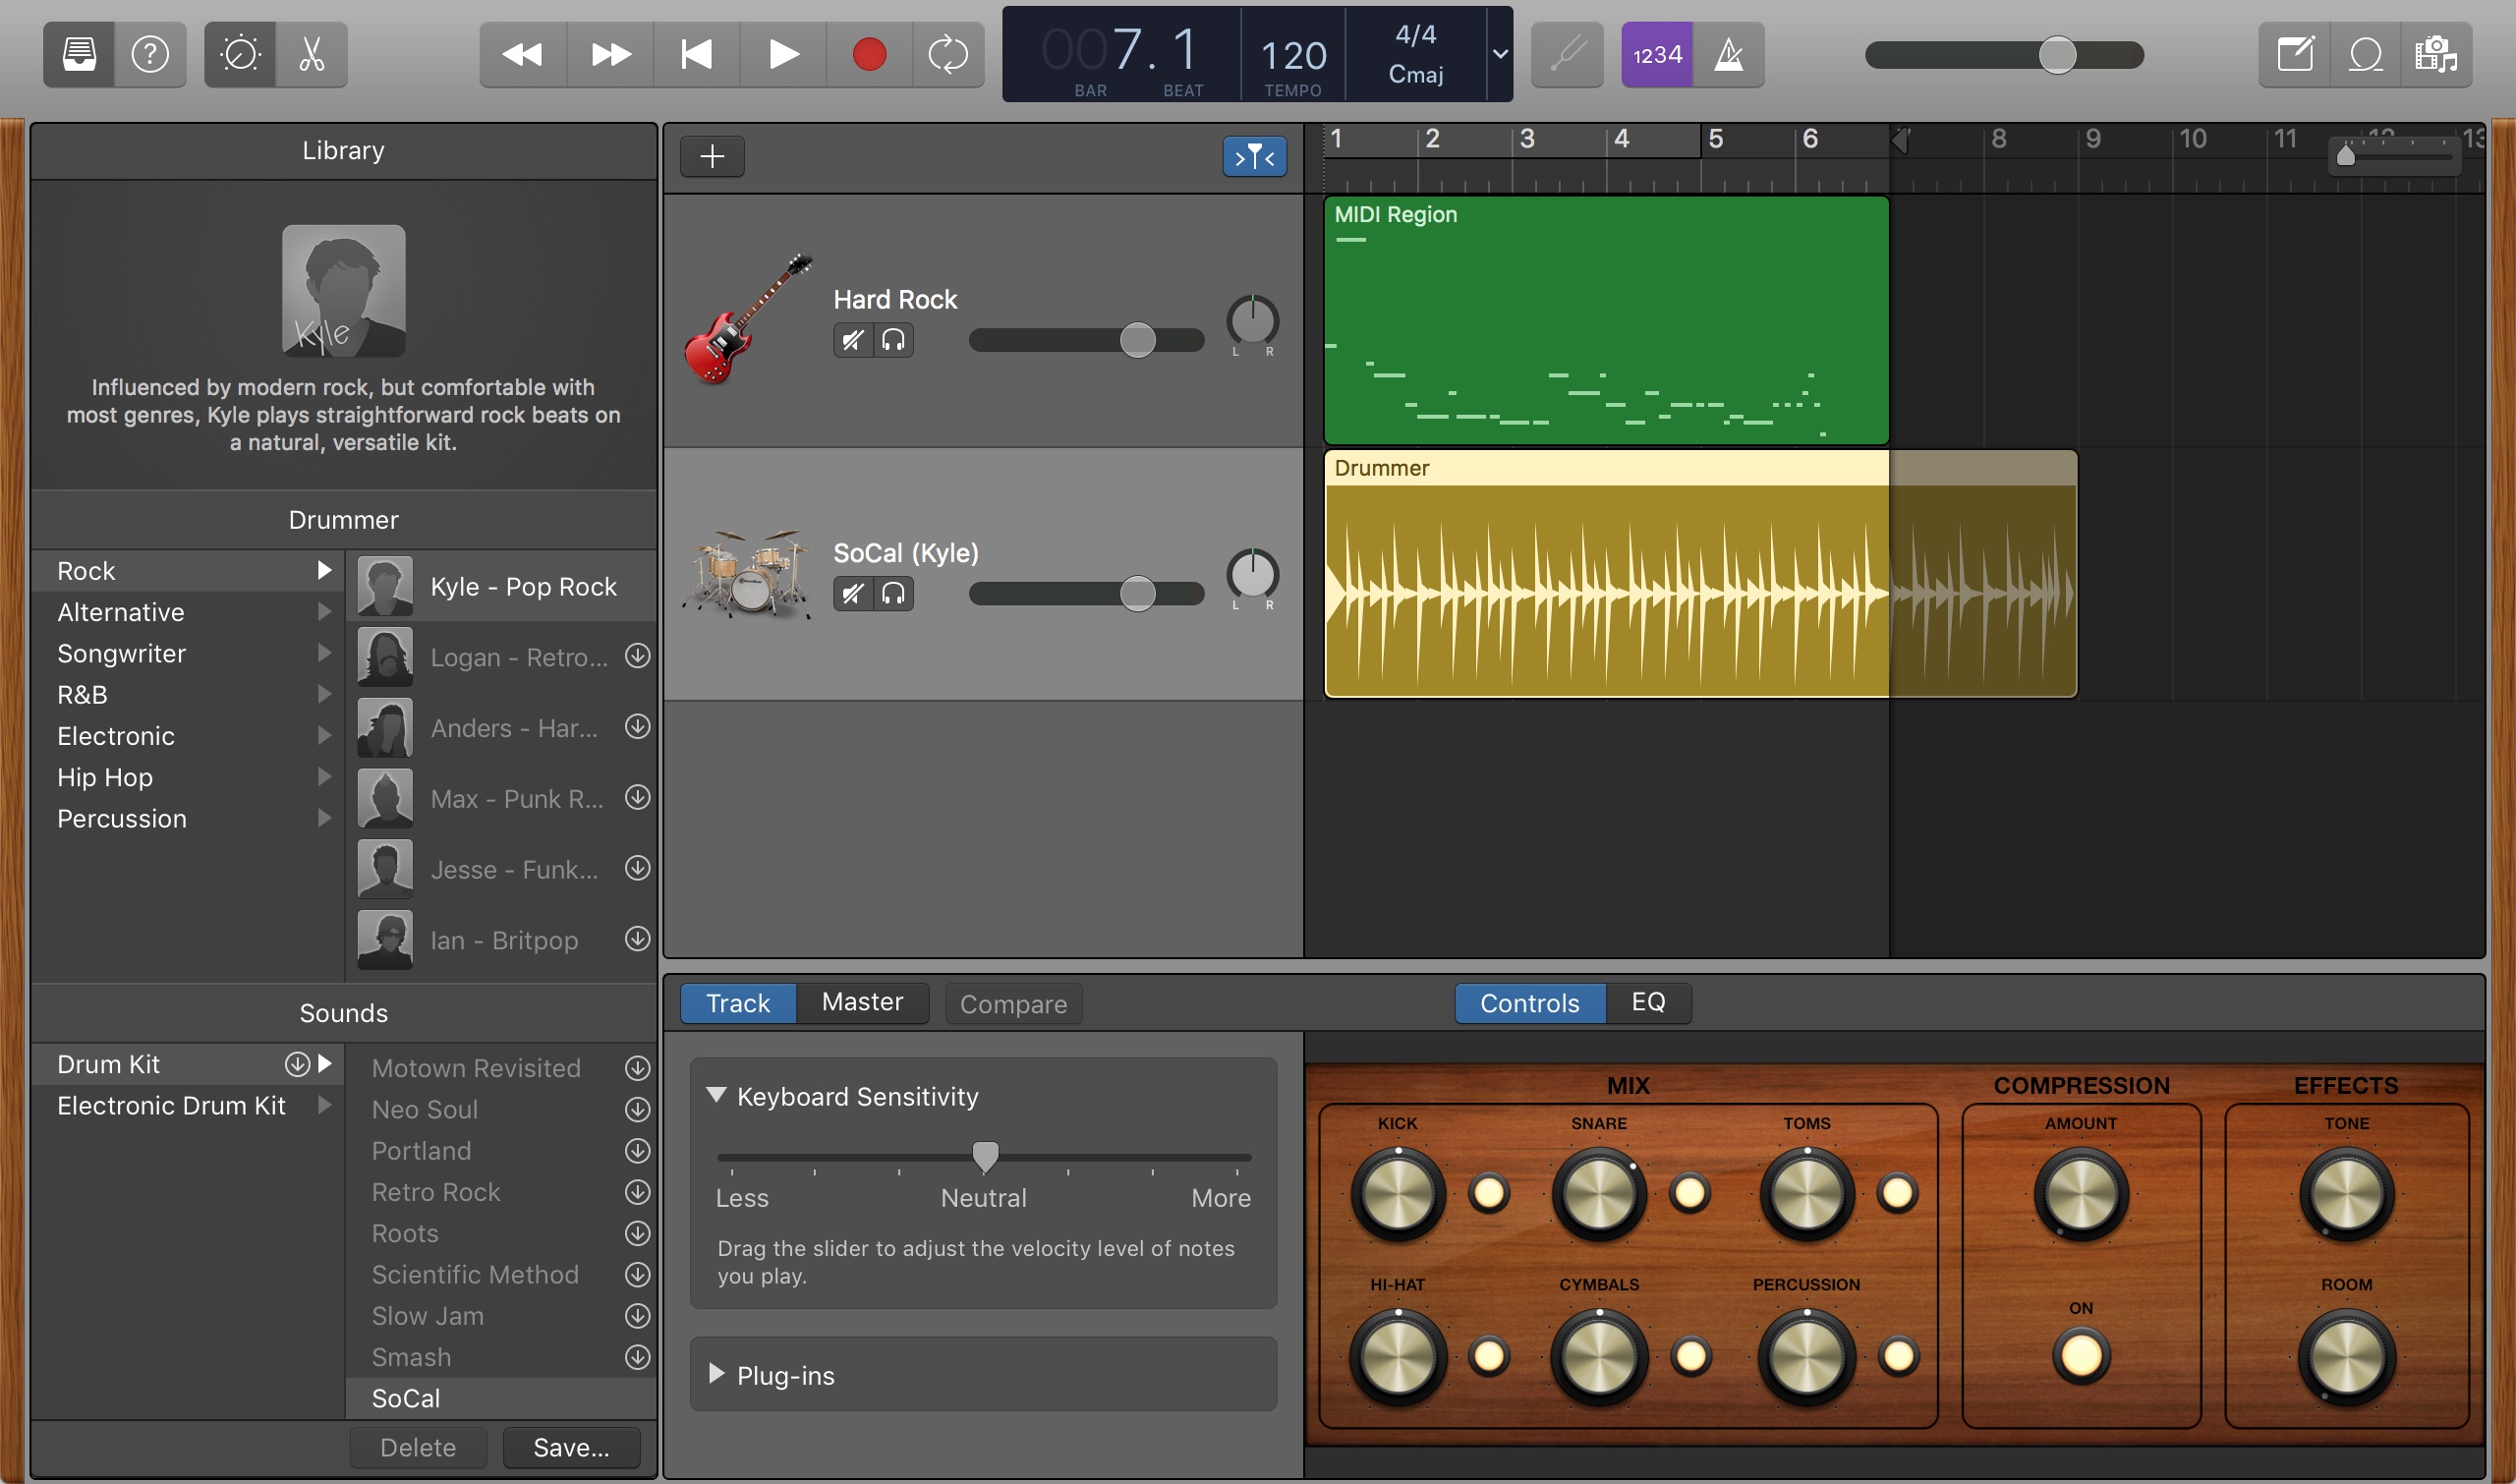 007. 1
BAR BEAT
120
TEMPO
4/4
Cmaj
1234
Library
Kyle
Influenced by modern rock, but comfortable with
most genres, Kyle plays straightforward rock beats on
a natural, versatile kit.
Drummer
Rock
Alternative
Songwriter
R&B
Electronic
Hip Hop
Percussion
Kyle - Pop Rock
Logan - Retro...
Anders - Har...
Max - Punk R...
Jesse - Funk...
Ian - Britpop
Sounds
Drum Kit
Electronic Drum Kit
Motown Revisited
Neo Soul
Portland
Retro Rock
Roots
Scientific Method
Slow Jam
Smash
SoCal
Delete Save...
1 2 3 4 5 6 7 8 9 10 11 12 13
Hard Rock
L R
MIDI Region
SoCal (Kyle)
L R
Drummer
Track Master Compare Controls EQ
Keyboard Sensitivity
Less Neutral More
Drag the slider to adjust the velocity level of notes
you play.
Plug-ins
MIX COMPRESSION EFFECTS
KICK SNARE TOMS AMOUNT TONE
HI-HAT CYMBALS PERCUSSION ON ROOM